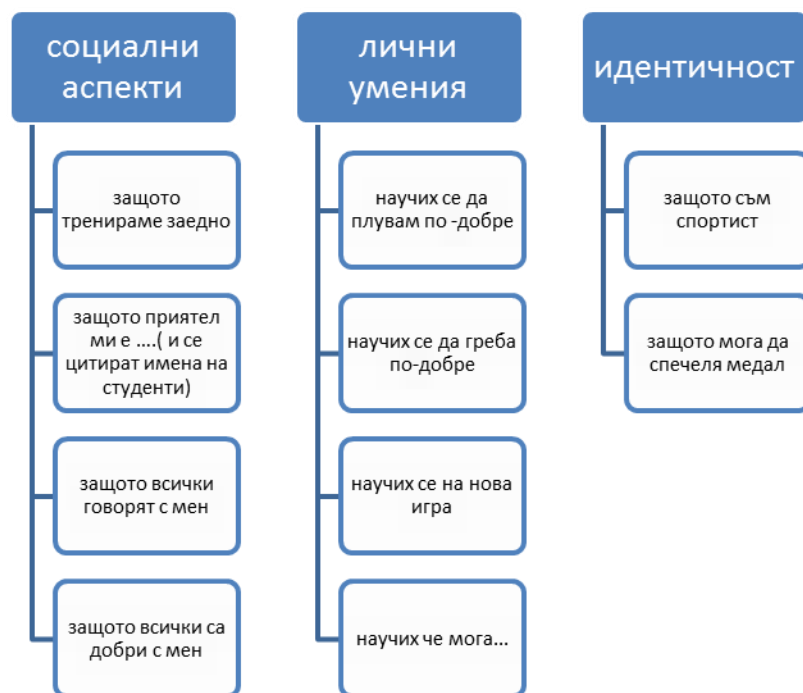 социални
аспекти
защото
тренираме заедно
защото приятел
ми е ....( и се
цитират имена на
студенти)
защото всички
говорят с мен
защото всички са
добри с мен
лични
умения
научих се да
плувам по -добре
научих се да греба
по-добре
научих се на нова
игра
научих че мога...
идентичност
защото съм
спортист
защото мога да
спечеля медал